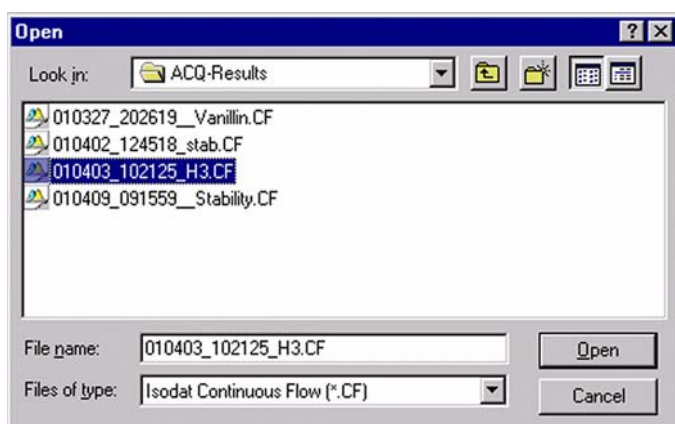 Open
Look in: ACQ-Results
010327_202619__Vanillin.CF
010402_124518_stab.CF
010403_102125_H3.CF
010409_091559__Stability.CF
File name: 010403_102125_H3.CF Open
Files of type: Isodat Continuous Flow (*.CF) Cancel